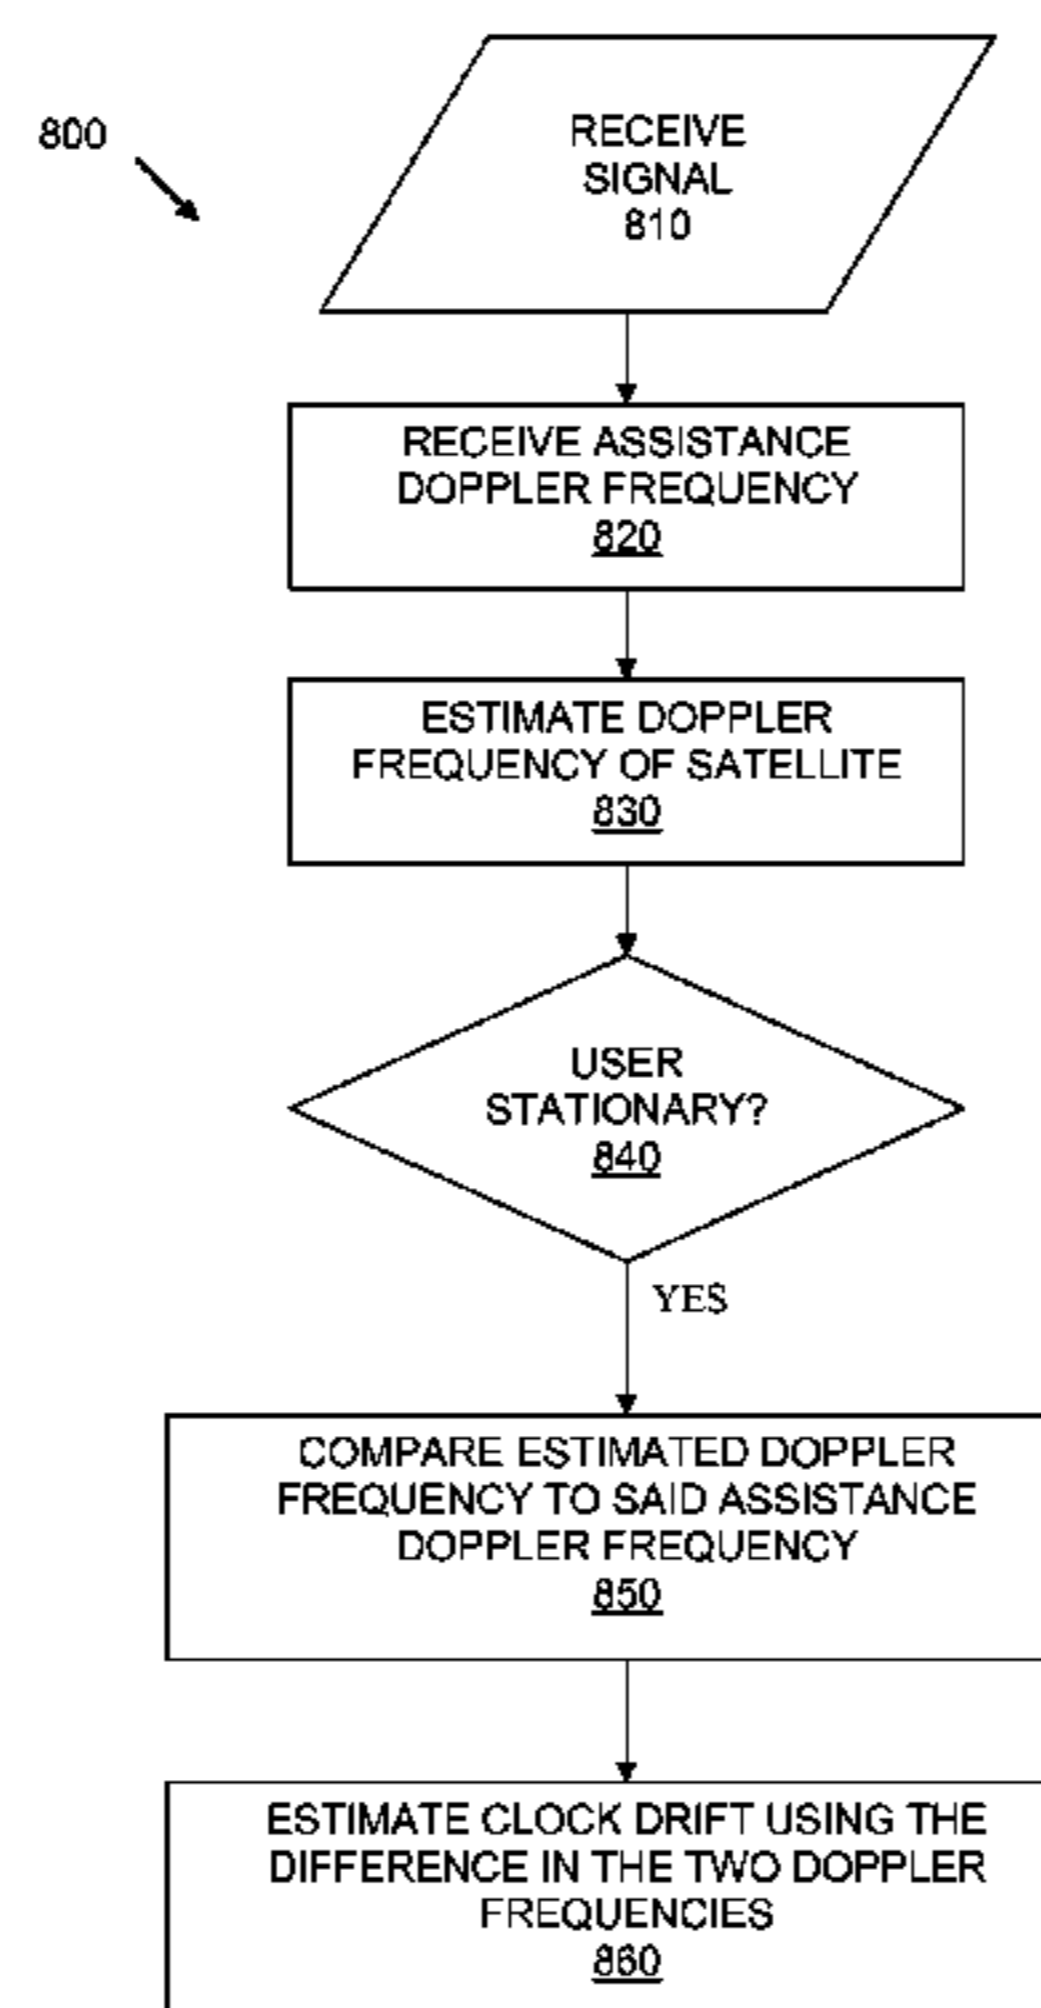 800
RECEIVE
SIGNAL
810
RECEIVE ASSISTANCE
DOPPLER FREQUENCY
820
ESTIMATE DOPPLER
FREQUENCY OF SATELLITE
830
USER
STATIONARY?
840
YES
COMPARE ESTIMATED DOPPLER
FREQUENCY TO SAID ASSISTANCE
DOPPLER FREQUENCY
850
ESTIMATE CLOCK DRIFT USING THE
DIFFERENCE IN THE TWO DOPPLER
FREQUENCIES
860